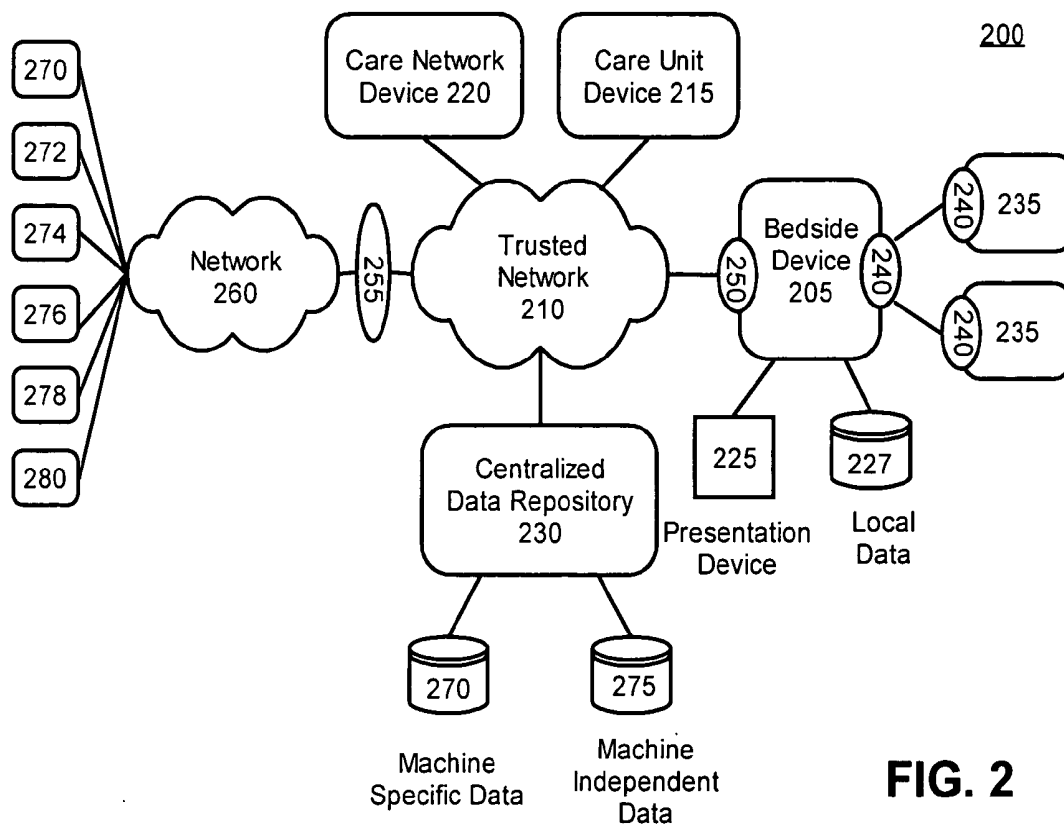 200
Care Network
Device 220
Care Unit
Device 215
270
272
274
276
278
280
Network
260
255
Trusted
Network
210
250
Bedside
Device
205
240
240
235
240
235
225
Presentation
Device
227
Local
Data
Centralized
Data Repository
230
270
Machine
Specific Data
275
Machine
Independent
Data
FIG. 2